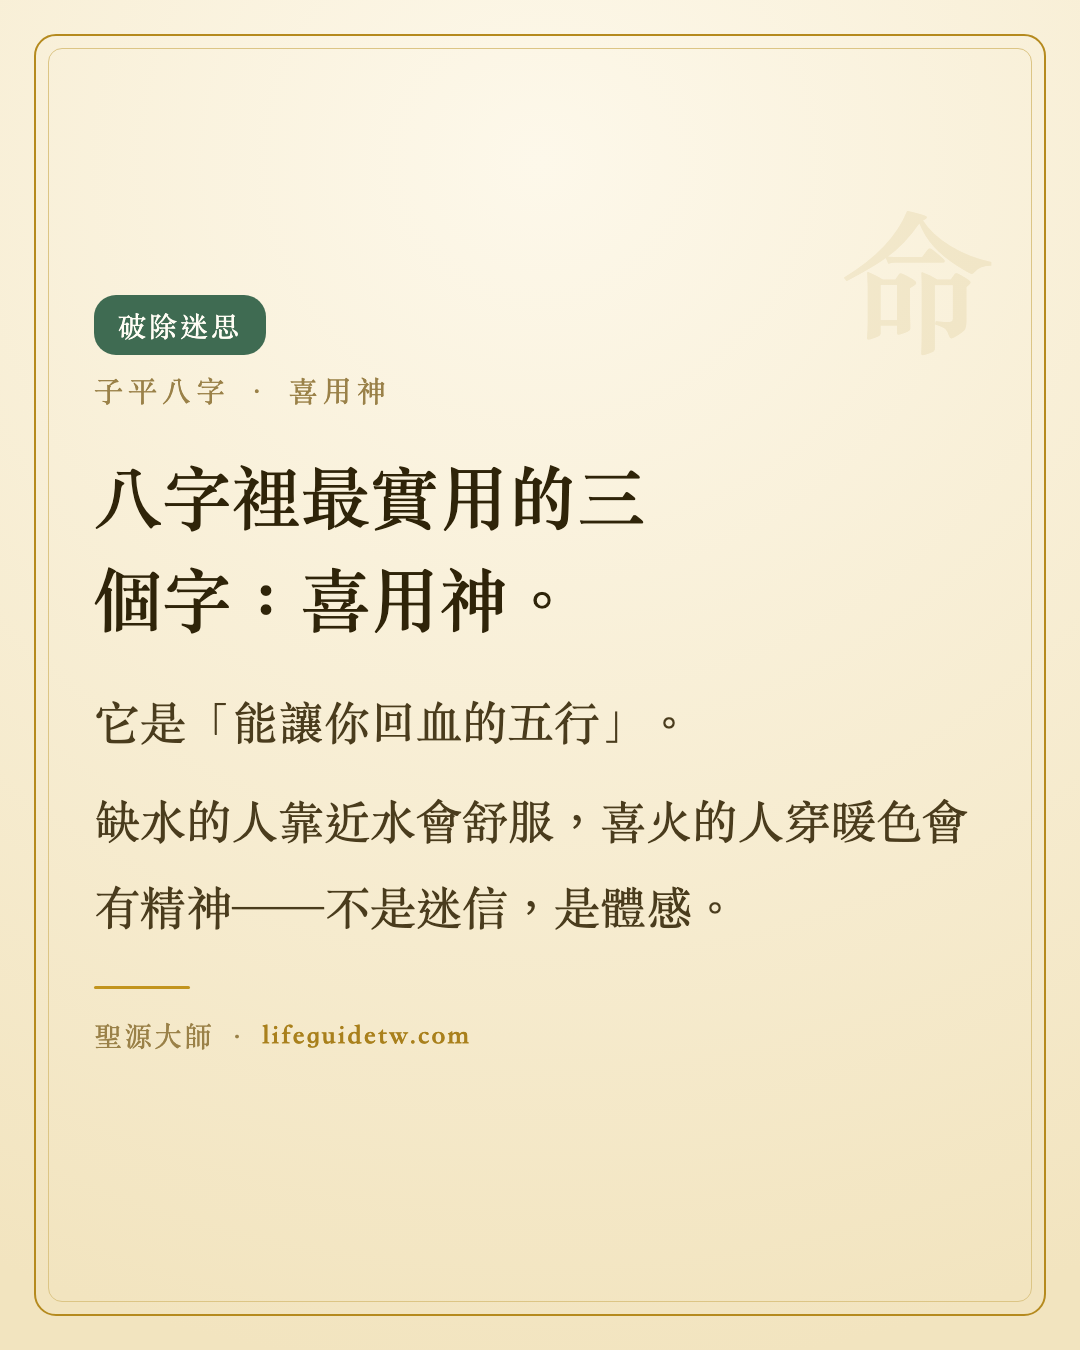 命
破除迷思
子平八字 · 喜用神
八字裡最實用的三
個字：喜用神。
它是「能讓你回血的五行」。
缺水的人靠近水會舒服，喜火的人穿暖色會
有精神——不是迷信，是體感。
聖源大師 · lifeguidetw.com